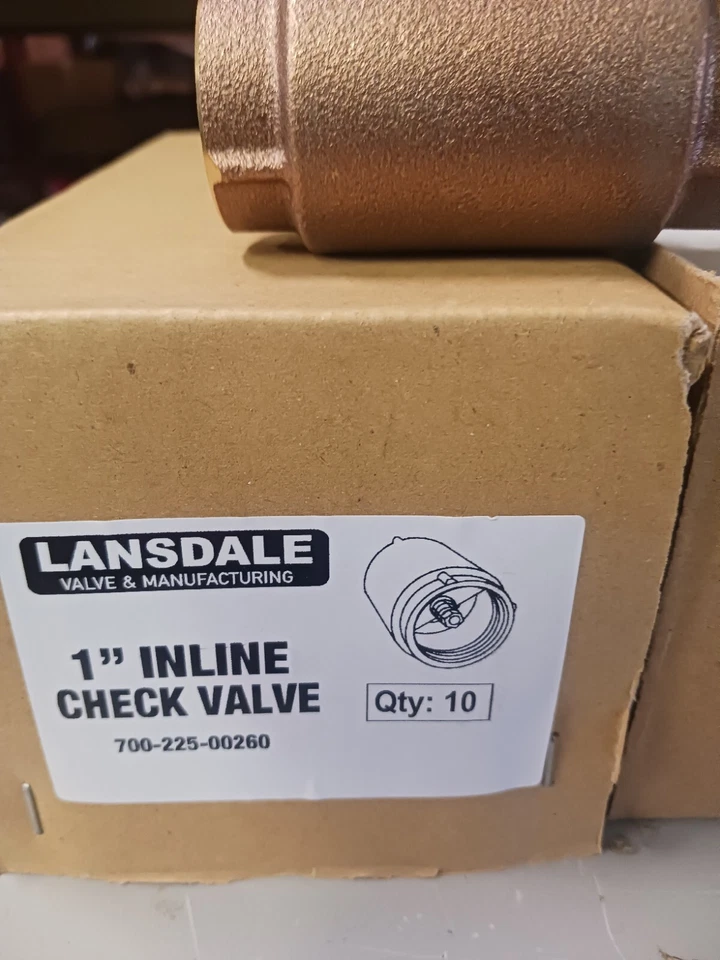 LANSDALE
VALVE & MANUFACTURING
1” INLINE
CHECK VALVE
Qty: 10
700-225-00260